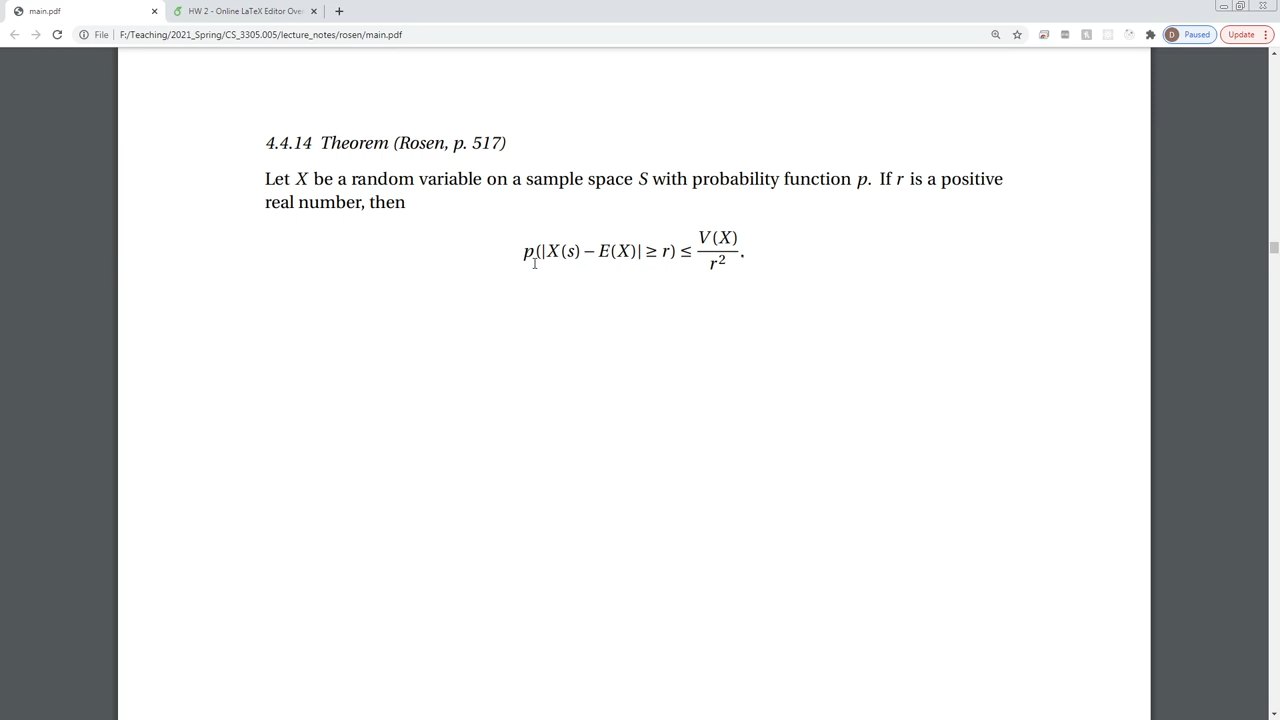 main.pdf
HW 2 - Online LaTeX Editor Over
File F:/Teaching/2021_Spring/CS_3305.005/lecture_notes/rosen/main.pdf D Paused Update
4.4.14 Theorem (Rosen, p. 517)
Let X be a random variable on a sample space S with probability function p. If r is a positive
real number, then
p(|X(s) − E(X)| ≥ r) ≤ V(X)/r².